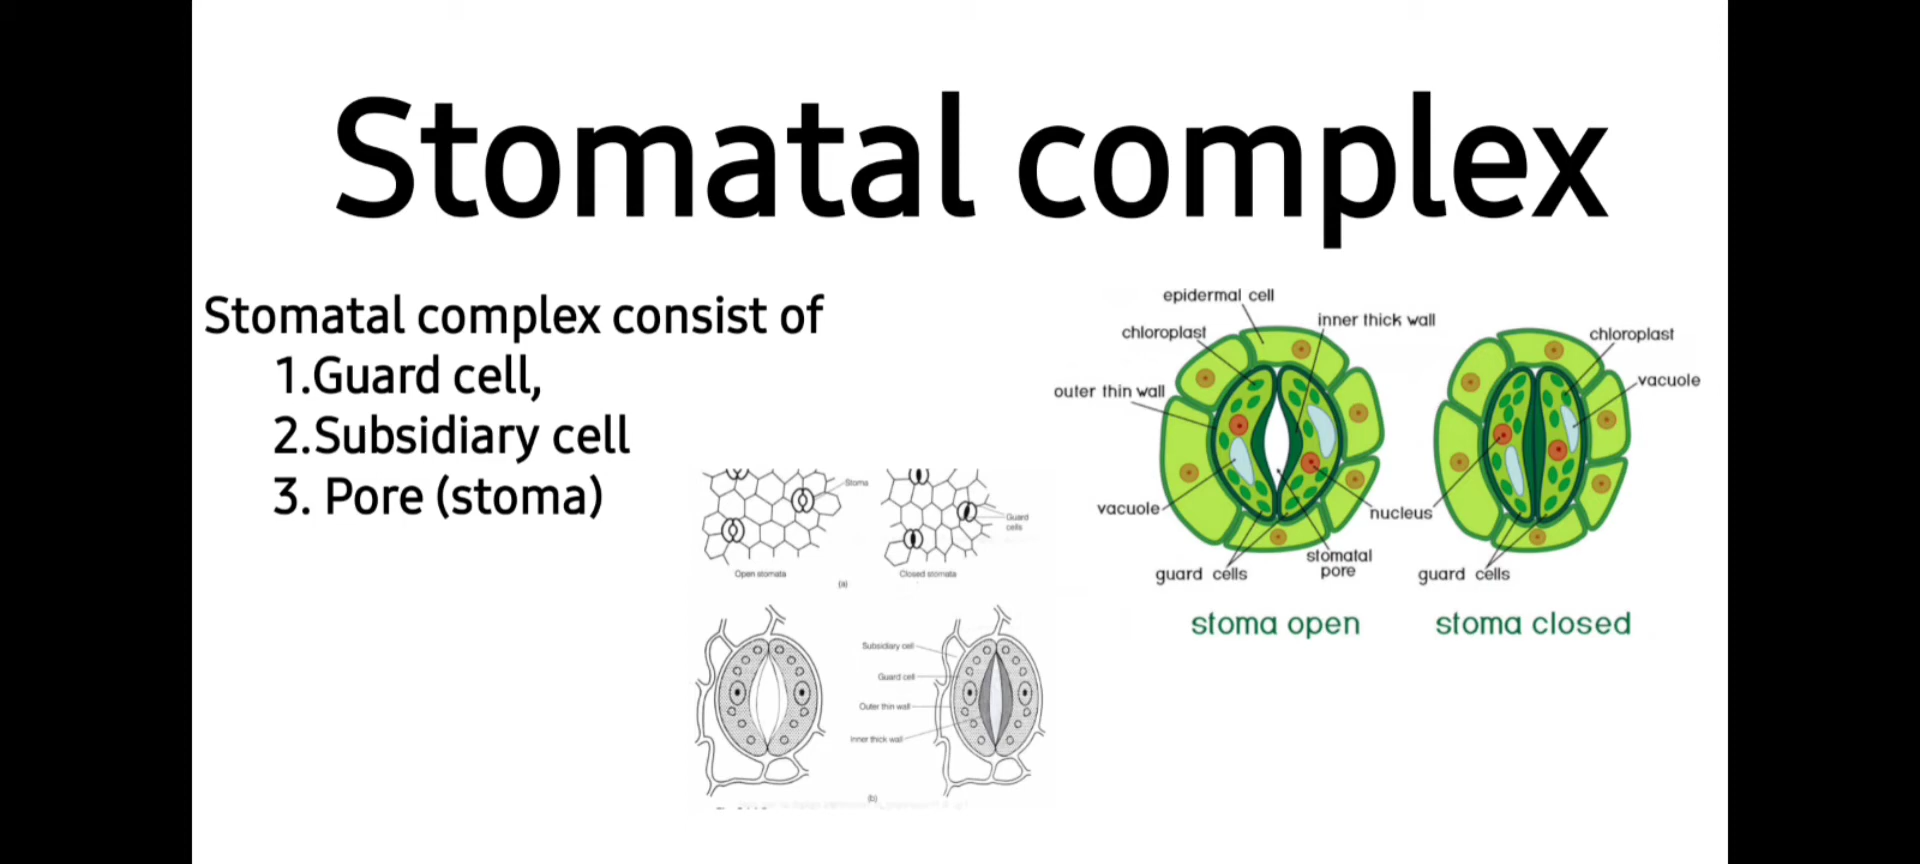 Stomatal complex
Stomatal complex consist of
1.Guard cell,
2.Subsidiary cell
3. Pore (stoma)
Stoma
Guard
cells
Open stomata
Closed stomata
(a)
Subsidiary cell
Guard cell
Outer thin wall
Inner thick wall
(b)
epidermal cell
inner thick wall
chloroplast
outer thin wall
vacuole
nucleus
guard cells
stomatal
pore
stoma open
chloroplast
vacuole
guard cells
stoma closed